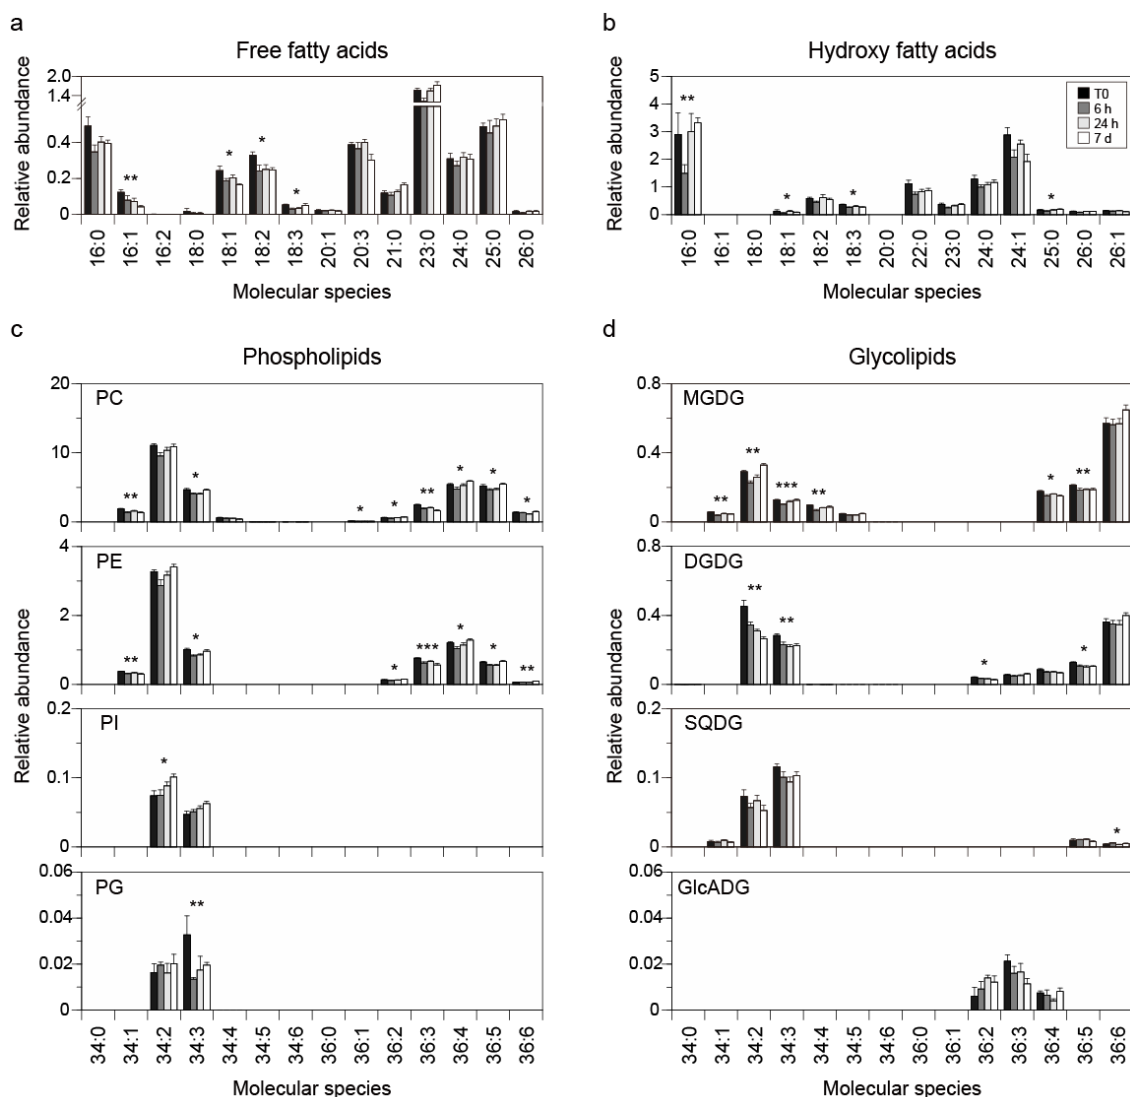 a
Free fatty acids
Relative abundance
2.0
1.4
0.4
0.2
0
** * * *
16:0 16:1 16:2 18:0 18:1 18:2 18:3 20:1 20:3 21:0 23:0 24:0 25:0 26:0
Molecular species
b
Hydroxy fatty acids
Relative abundance
5
4
3
2
1
0
** * * *
T0
6 h
24 h
7 d
16:0 16:1 18:0 18:1 18:2 18:3 20:0 22:0 23:0 24:0 24:1 25:0 26:0 26:1
Molecular species
c
Phospholipids
Relative abundance
PC
20
10
0
** * * * ** * * *
PE
4
2
0
** * * *** * * **
PI
0.2
0.1
0
*
PG
0.06
0.04
0.02
0
**
34:0 34:1 34:2 34:3 34:4 34:5 34:6 36:0 36:1 36:2 36:3 36:4 36:5 36:6
Molecular species
d
Glycolipids
Relative abundance
MGDG
0.8
0.4
0
** ** *** ** * **
DGDG
0.8
0.4
0
** ** * *
SQDG
0.2
0.1
0
*
GlcADG
0.06
0.04
0.02
0
34:0 34:1 34:2 34:3 34:4 34:5 34:6 36:0 36:1 36:2 36:3 36:4 36:5 36:6
Molecular species